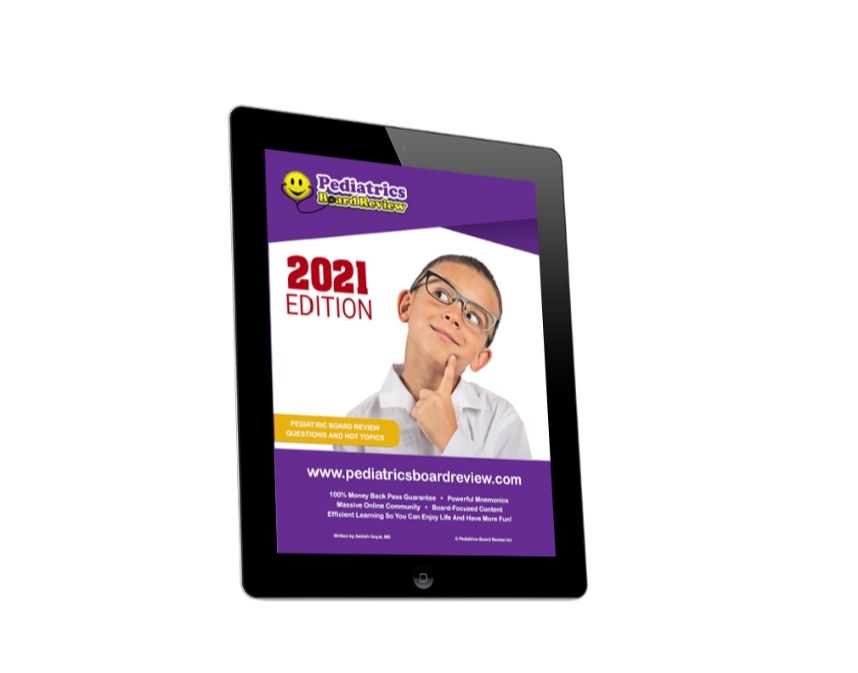 Pediatrics
Board Review
2021
EDITION
PEDIATRIC BOARD REVIEW
QUESTIONS AND HOT TOPICS
www.pediatricsboardreview.com
100% Money Back Pass Guarantee • Powerful Mnemonics
Massive Online Community • Board-Focused Content
Efficient Learning So You Can Enjoy Life And Have More Fun!
Written by Ashish Goyal, MD © Pediatrics Board Review Inc